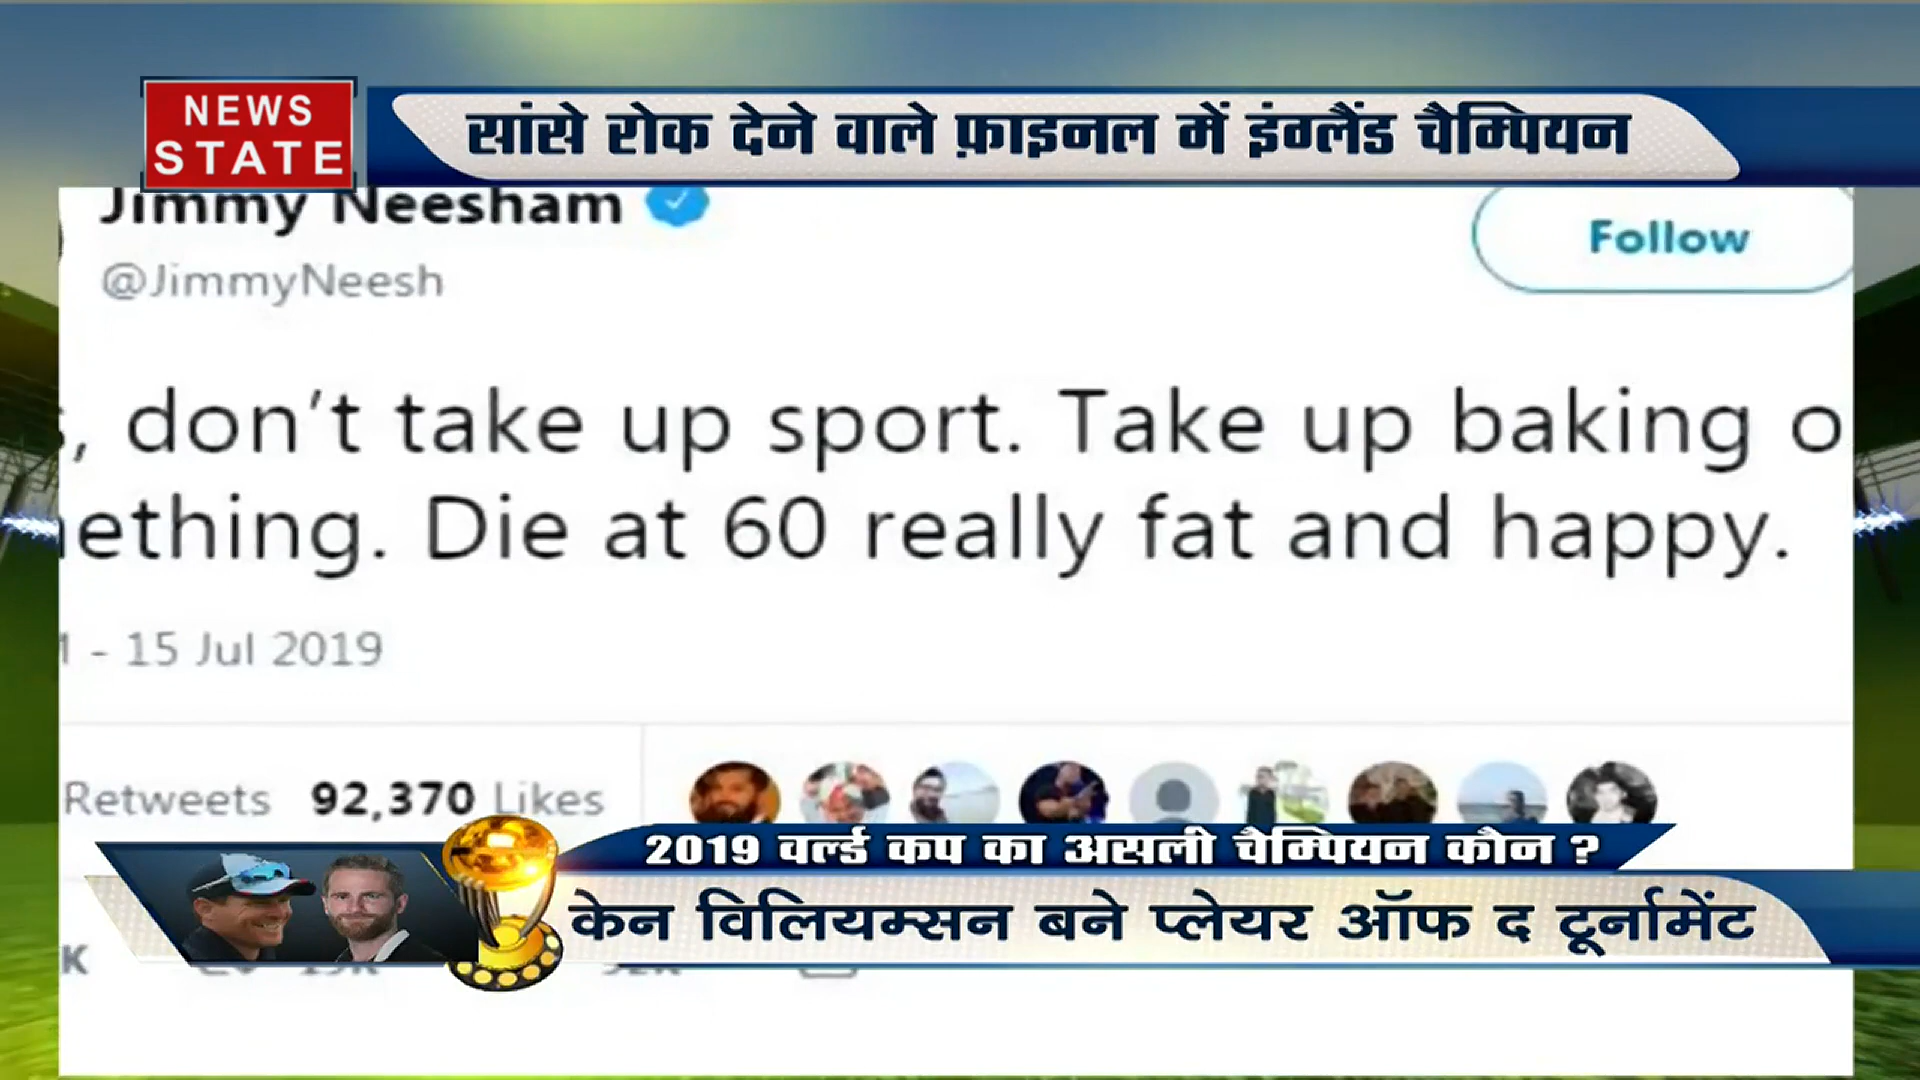 NEWS
STATE
सांसे रोक देने वाले फ़ाइनल में इंग्लैंड चैम्पियन
Jimmy Neesham
@JimmyNeesh
Follow
, don't take up sport. Take up baking o
ething. Die at 60 really fat and happy.
- 15 Jul 2019
Retweets 92,370 Likes
2019 वर्ल्ड कप का असली चैम्पियन कौन ?
केन विलियम्सन बने प्लेयर ऑफ द टूर्नामेंट
K